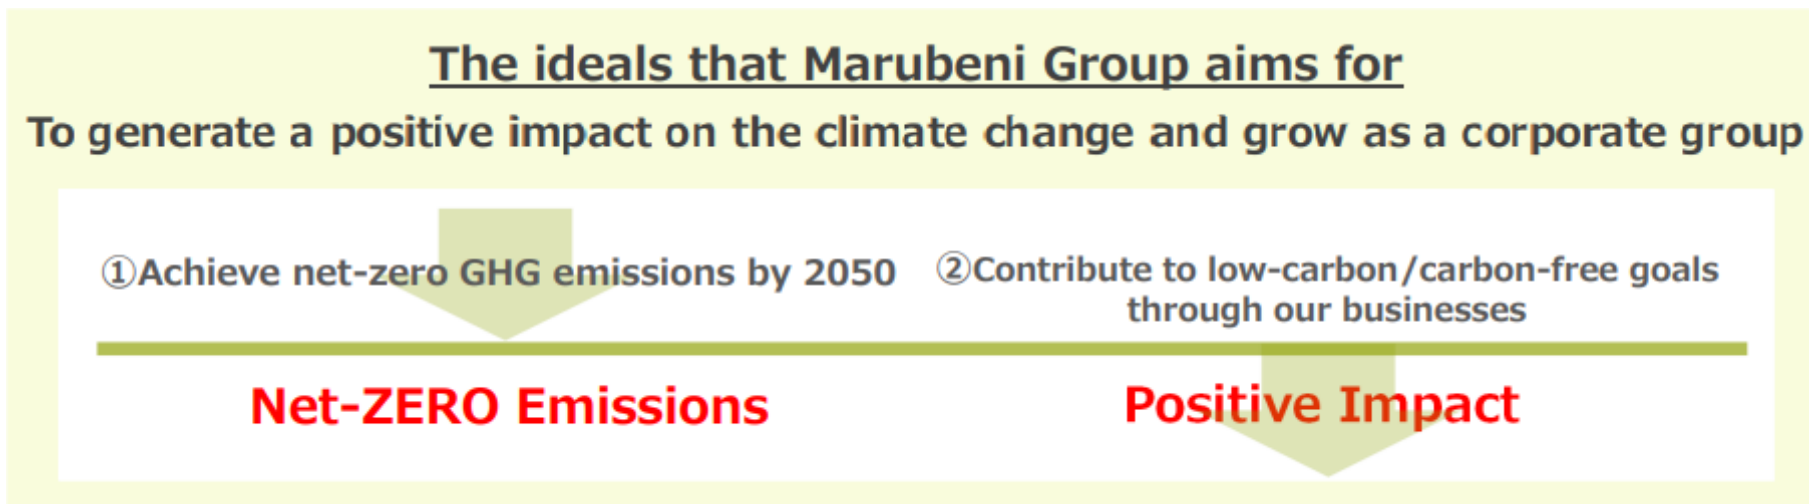 The ideals that Marubeni Group aims for
To generate a positive impact on the climate change and grow as a corporate group
①Achieve net-zero GHG emissions by 2050
②Contribute to low-carbon/carbon-free goals
through our businesses
Net-ZERO Emissions
Positive Impact